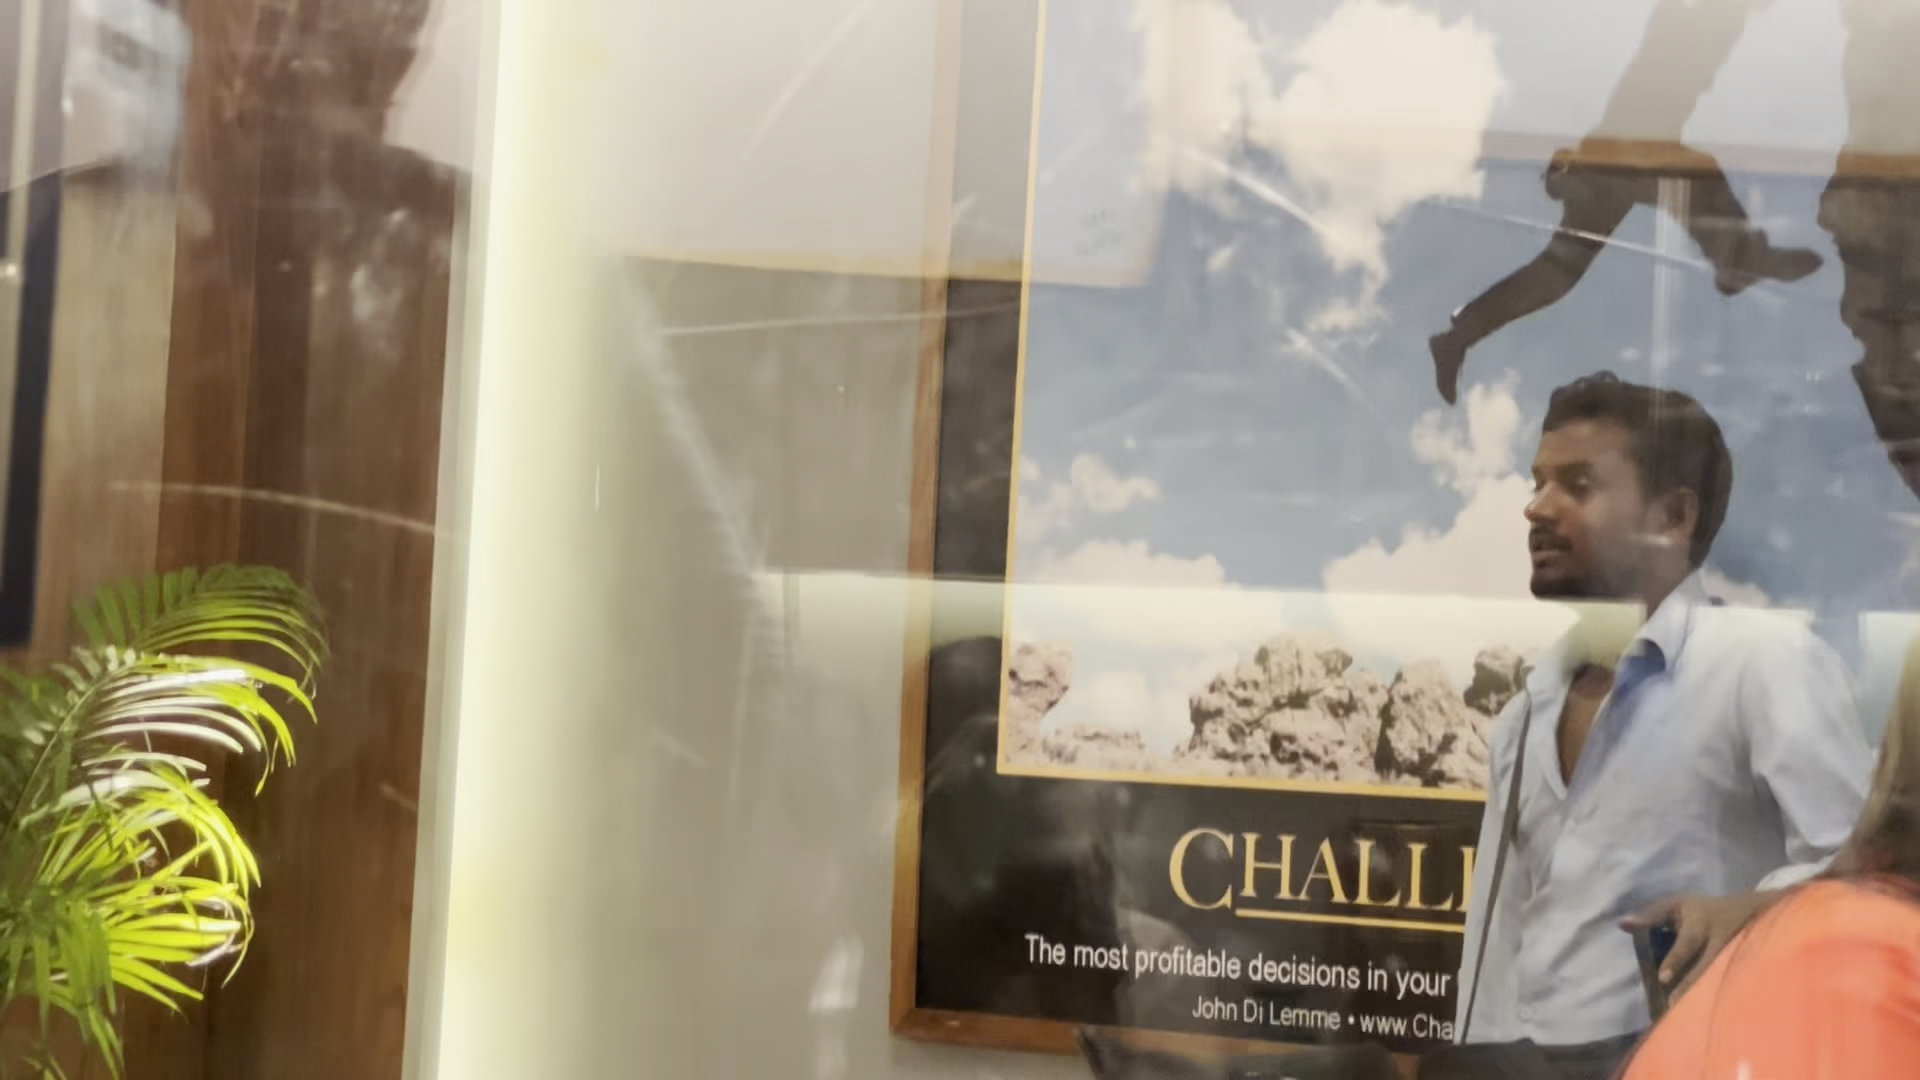 CHALL
The most profitable decisions in your
John Di Lemme • www.Cha